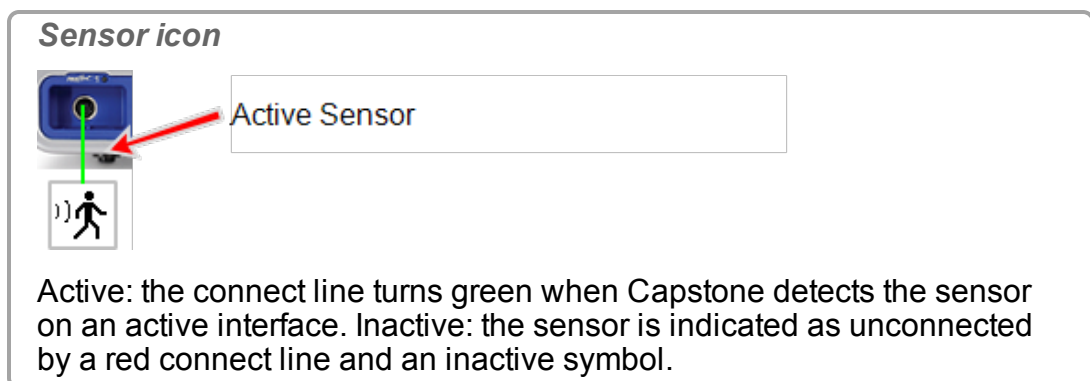 Sensor icon
Active Sensor
Active: the connect line turns green when Capstone detects the sensor
on an active interface. Inactive: the sensor is indicated as unconnected
by a red connect line and an inactive symbol.